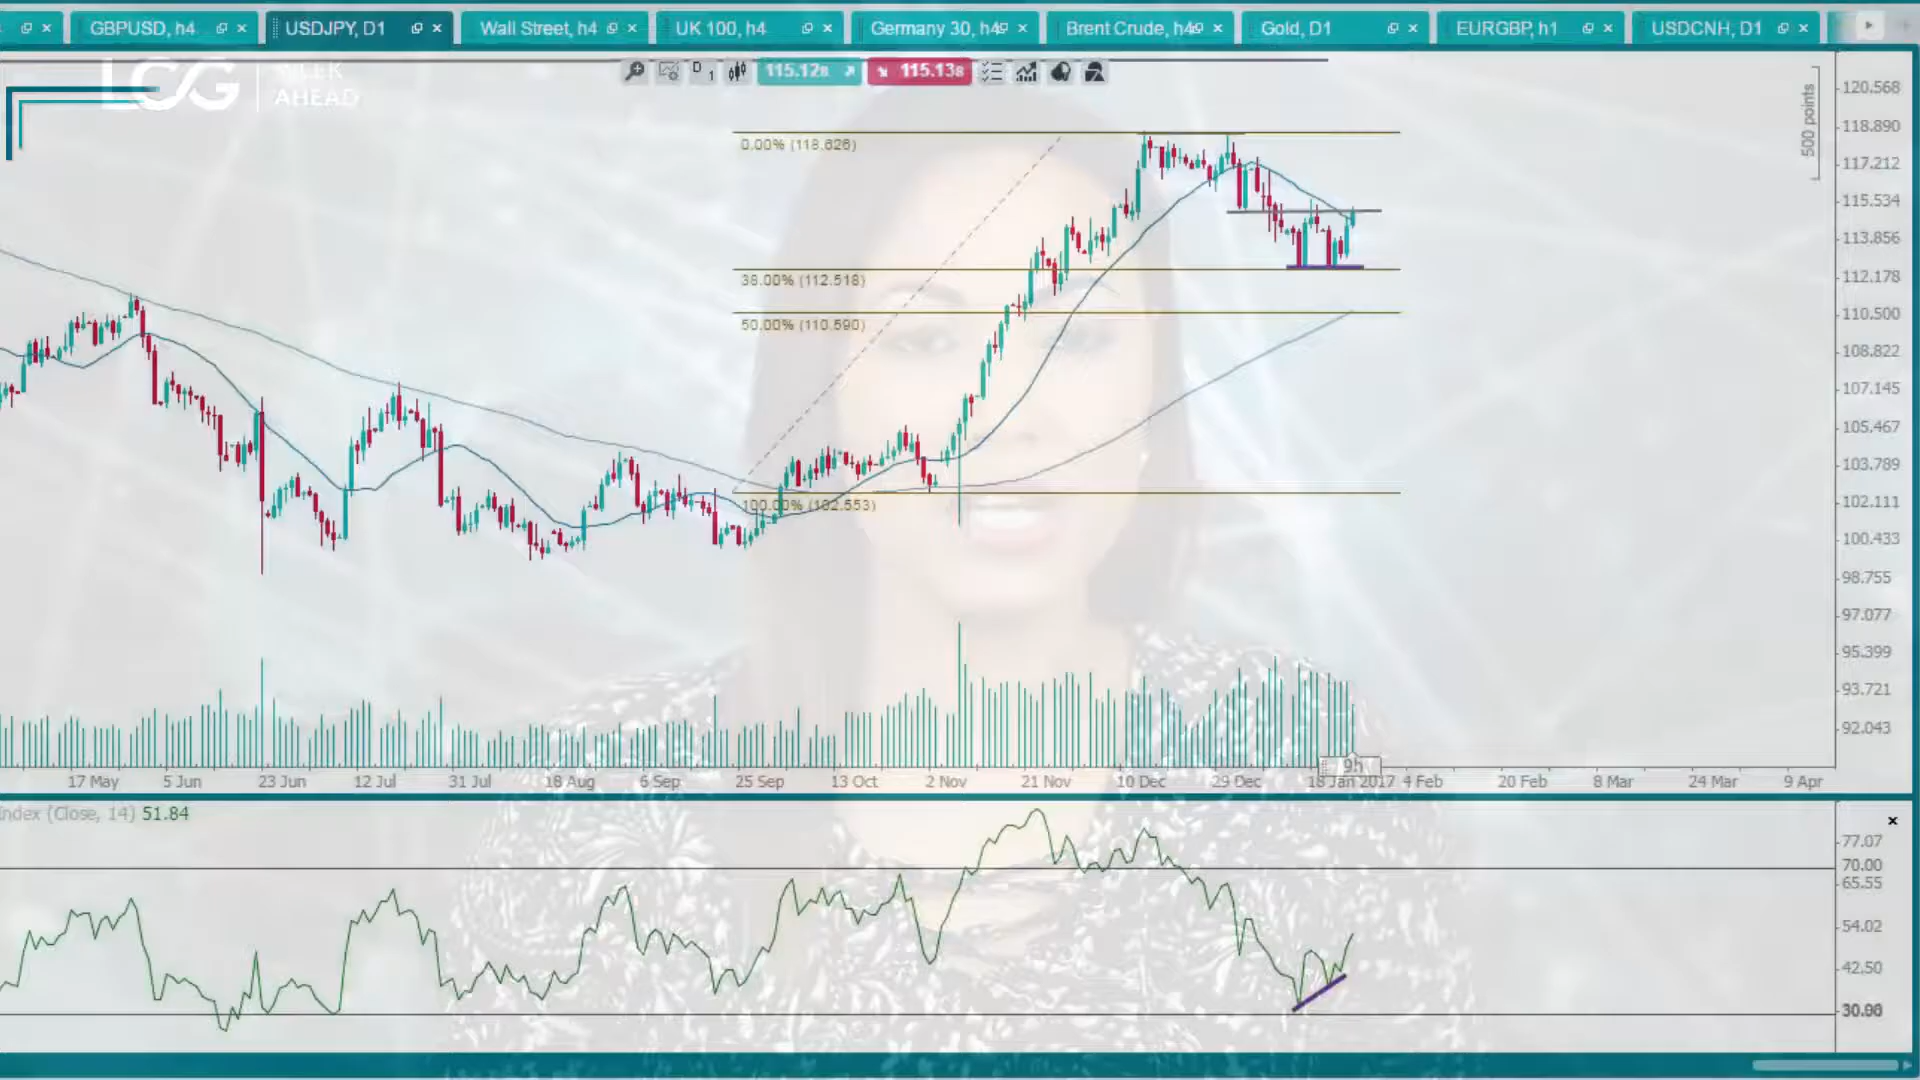 GBPUSD, h4
USDJPY, D1
Wall Street, h4
UK 100, h4
Germany 30, h4
Brent Crude, h4
Gold, D1
EURGBP, h1
USDCNH, D1
LCG
WEEK
AHEAD
D 1
115.128
115.138
500 points
120.568
118.890
117.212
115.534
113.856
112.178
110.500
108.822
107.145
105.467
103.789
102.111
100.433
98.755
97.077
95.399
93.721
92.043
0.00% (118.626)
38.00% (112.518)
50.00% (110.590)
100.00% (102.553)
9h
17 May 5 Jun 23 Jun 12 Jul 31 Jul 18 Aug 6 Sep 25 Sep 13 Oct 2 Nov 21 Nov 10 Dec 29 Dec 18 Jan 2017 4 Feb 20 Feb 8 Mar 24 Mar 9 Apr
Index (Close, 14) 51.84
77.07
70.00
65.55
54.02
42.50